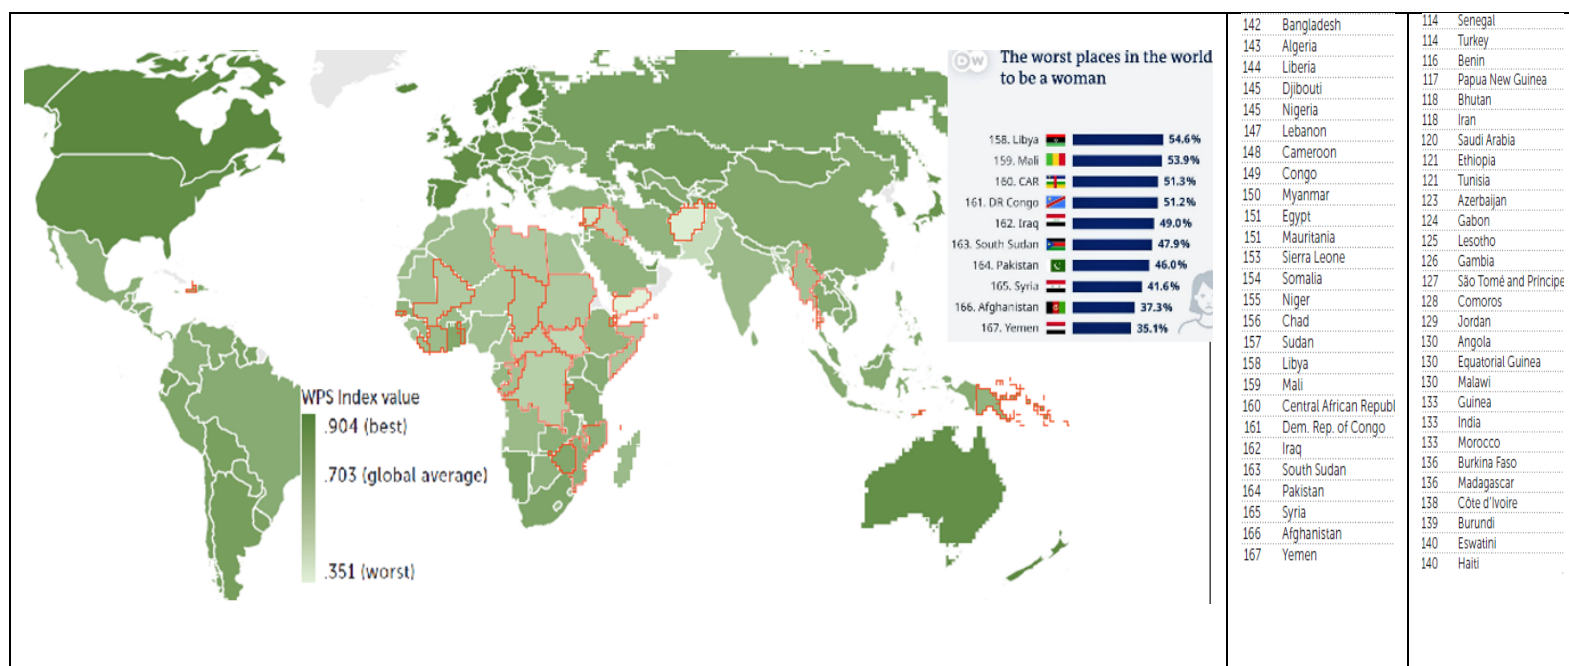 DW
The worst places in the world
to be a woman
158. Libya 54.6%
159. Mali 53.9%
160. CAR 51.3%
161. DR Congo 51.2%
162. Iraq 49.0%
163. South Sudan 47.9%
164. Pakistan 46.0%
165. Syria 41.6%
166. Afghanistan 37.3%
167. Yemen 35.1%
WPS Index value
.904 (best)
.703 (global average)
.351 (worst)
142 Bangladesh
143 Algeria
144 Liberia
145 Djibouti
145 Nigeria
147 Lebanon
148 Cameroon
149 Congo
150 Myanmar
151 Egypt
151 Mauritania
153 Sierra Leone
154 Somalia
155 Niger
156 Chad
157 Sudan
158 Libya
159 Mali
160 Central African Republ
161 Dem. Rep. of Congo
162 Iraq
163 South Sudan
164 Pakistan
165 Syria
166 Afghanistan
167 Yemen
114 Senegal
114 Turkey
116 Benin
117 Papua New Guinea
118 Bhutan
118 Iran
120 Saudi Arabia
121 Ethiopia
121 Tunisia
123 Azerbaijan
124 Gabon
125 Lesotho
126 Gambia
127 São Tomé and Príncipe
128 Comoros
129 Jordan
130 Angola
130 Equatorial Guinea
130 Malawi
133 Guinea
133 India
133 Morocco
136 Burkina Faso
136 Madagascar
138 Côte d'Ivoire
139 Burundi
140 Eswatini
140 Haiti